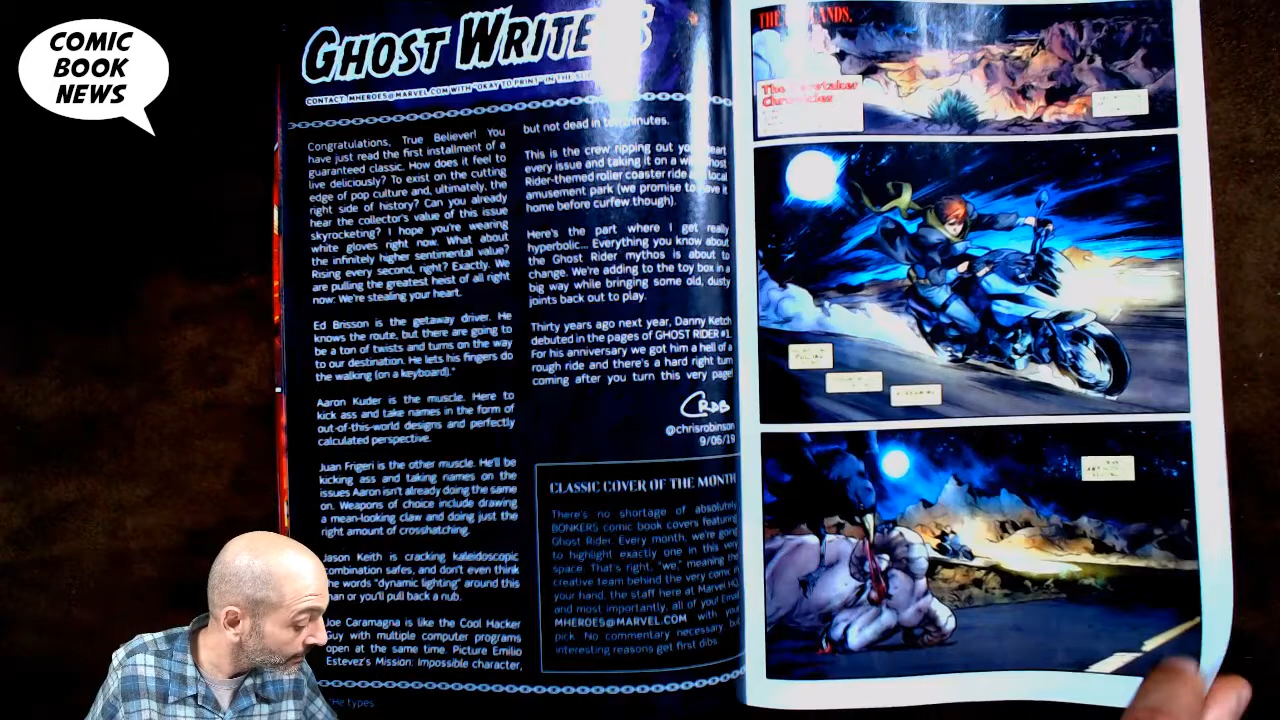 COMIC
BOOK
NEWS
GHOST WRITERS
CONTACT: MHEROES@MARVEL.COM WITH "OKAY TO PRINT" IN THE
Congratulations, True Believer! You
have just read the first installment of a
guaranteed classic. How does it feel to
live deliciously? To exist on the cutting
edge of pop culture and, ultimately, the
right side of history? Can you already
hear the collector's value of this issue
skyrocketing? I hope you're wearing
white gloves right now. What about
the infinitely higher sentimental value?
Rising every second, right? Exactly. We
are pulling the greatest heist of all right
now: We're stealing your heart.
Ed Brisson is the getaway driver. He
knows the route, but there are going to
be a ton of twists and turns on the way
to our destination. He lets his fingers do
the walking (on a keyboard).*
Aaron Kuder is the muscle. Here to
kick ass and take names in the form of
out-of-this-world designs and perfectly
calculated perspective.
Juan Frigeri is the other muscle. He'll be
kicking ass and taking names on the
issues Aaron isn't already doing the same
on. Weapons of choice include drawing
a mean-looking claw and doing just the
right amount of crosshatching.
Jason Keith is cracking kaleidoscopic
combination safes, and don't even think
the words "dynamic lighting" around this
man or you'll pull back a nub.
Joe Caramagna is like the Cool Hacker
Guy with multiple computer programs
open at the same time. Picture Emilio
Estevez's Mission: Impossible character,
but not dead in ten minutes.
This is the crew ripping out your heart
every issue and taking it on a Ghost
Rider-themed roller coaster ride local
amusement park (we promise to have it
home before curfew though).
Here's the part where I get really
hyperbolic... Everything you know about
the Ghost Rider mythos is about to
change. We're adding to the toy box in a
big way while bringing some old, dusty
joints back out to play.
Thirty years ago next year, Danny Ketch
debuted in the pages of GHOST RIDER #1.
For his anniversary we got him a hell of a
rough ride and there's a hard right turn
coming after you turn this very page!
CRDB
@chrisrobinson
9/06/19
CLASSIC COVER OF THE MONTH
There's no shortage of absolutely
BONKERS comic book covers featuring
Ghost Rider. Every month, we're going
to highlight exactly one in this very
space. That's right, "we," meaning the
creative team behind the very comic in
your hand, the staff here at Marvel HQ,
and most importantly, all of you! Email
MHEROES@MARVEL.COM with your
pick. No commentary necessary, but
interesting reasons get first dibs.
*He types
THE BADLANDS.
The Caretaker
Chronicles